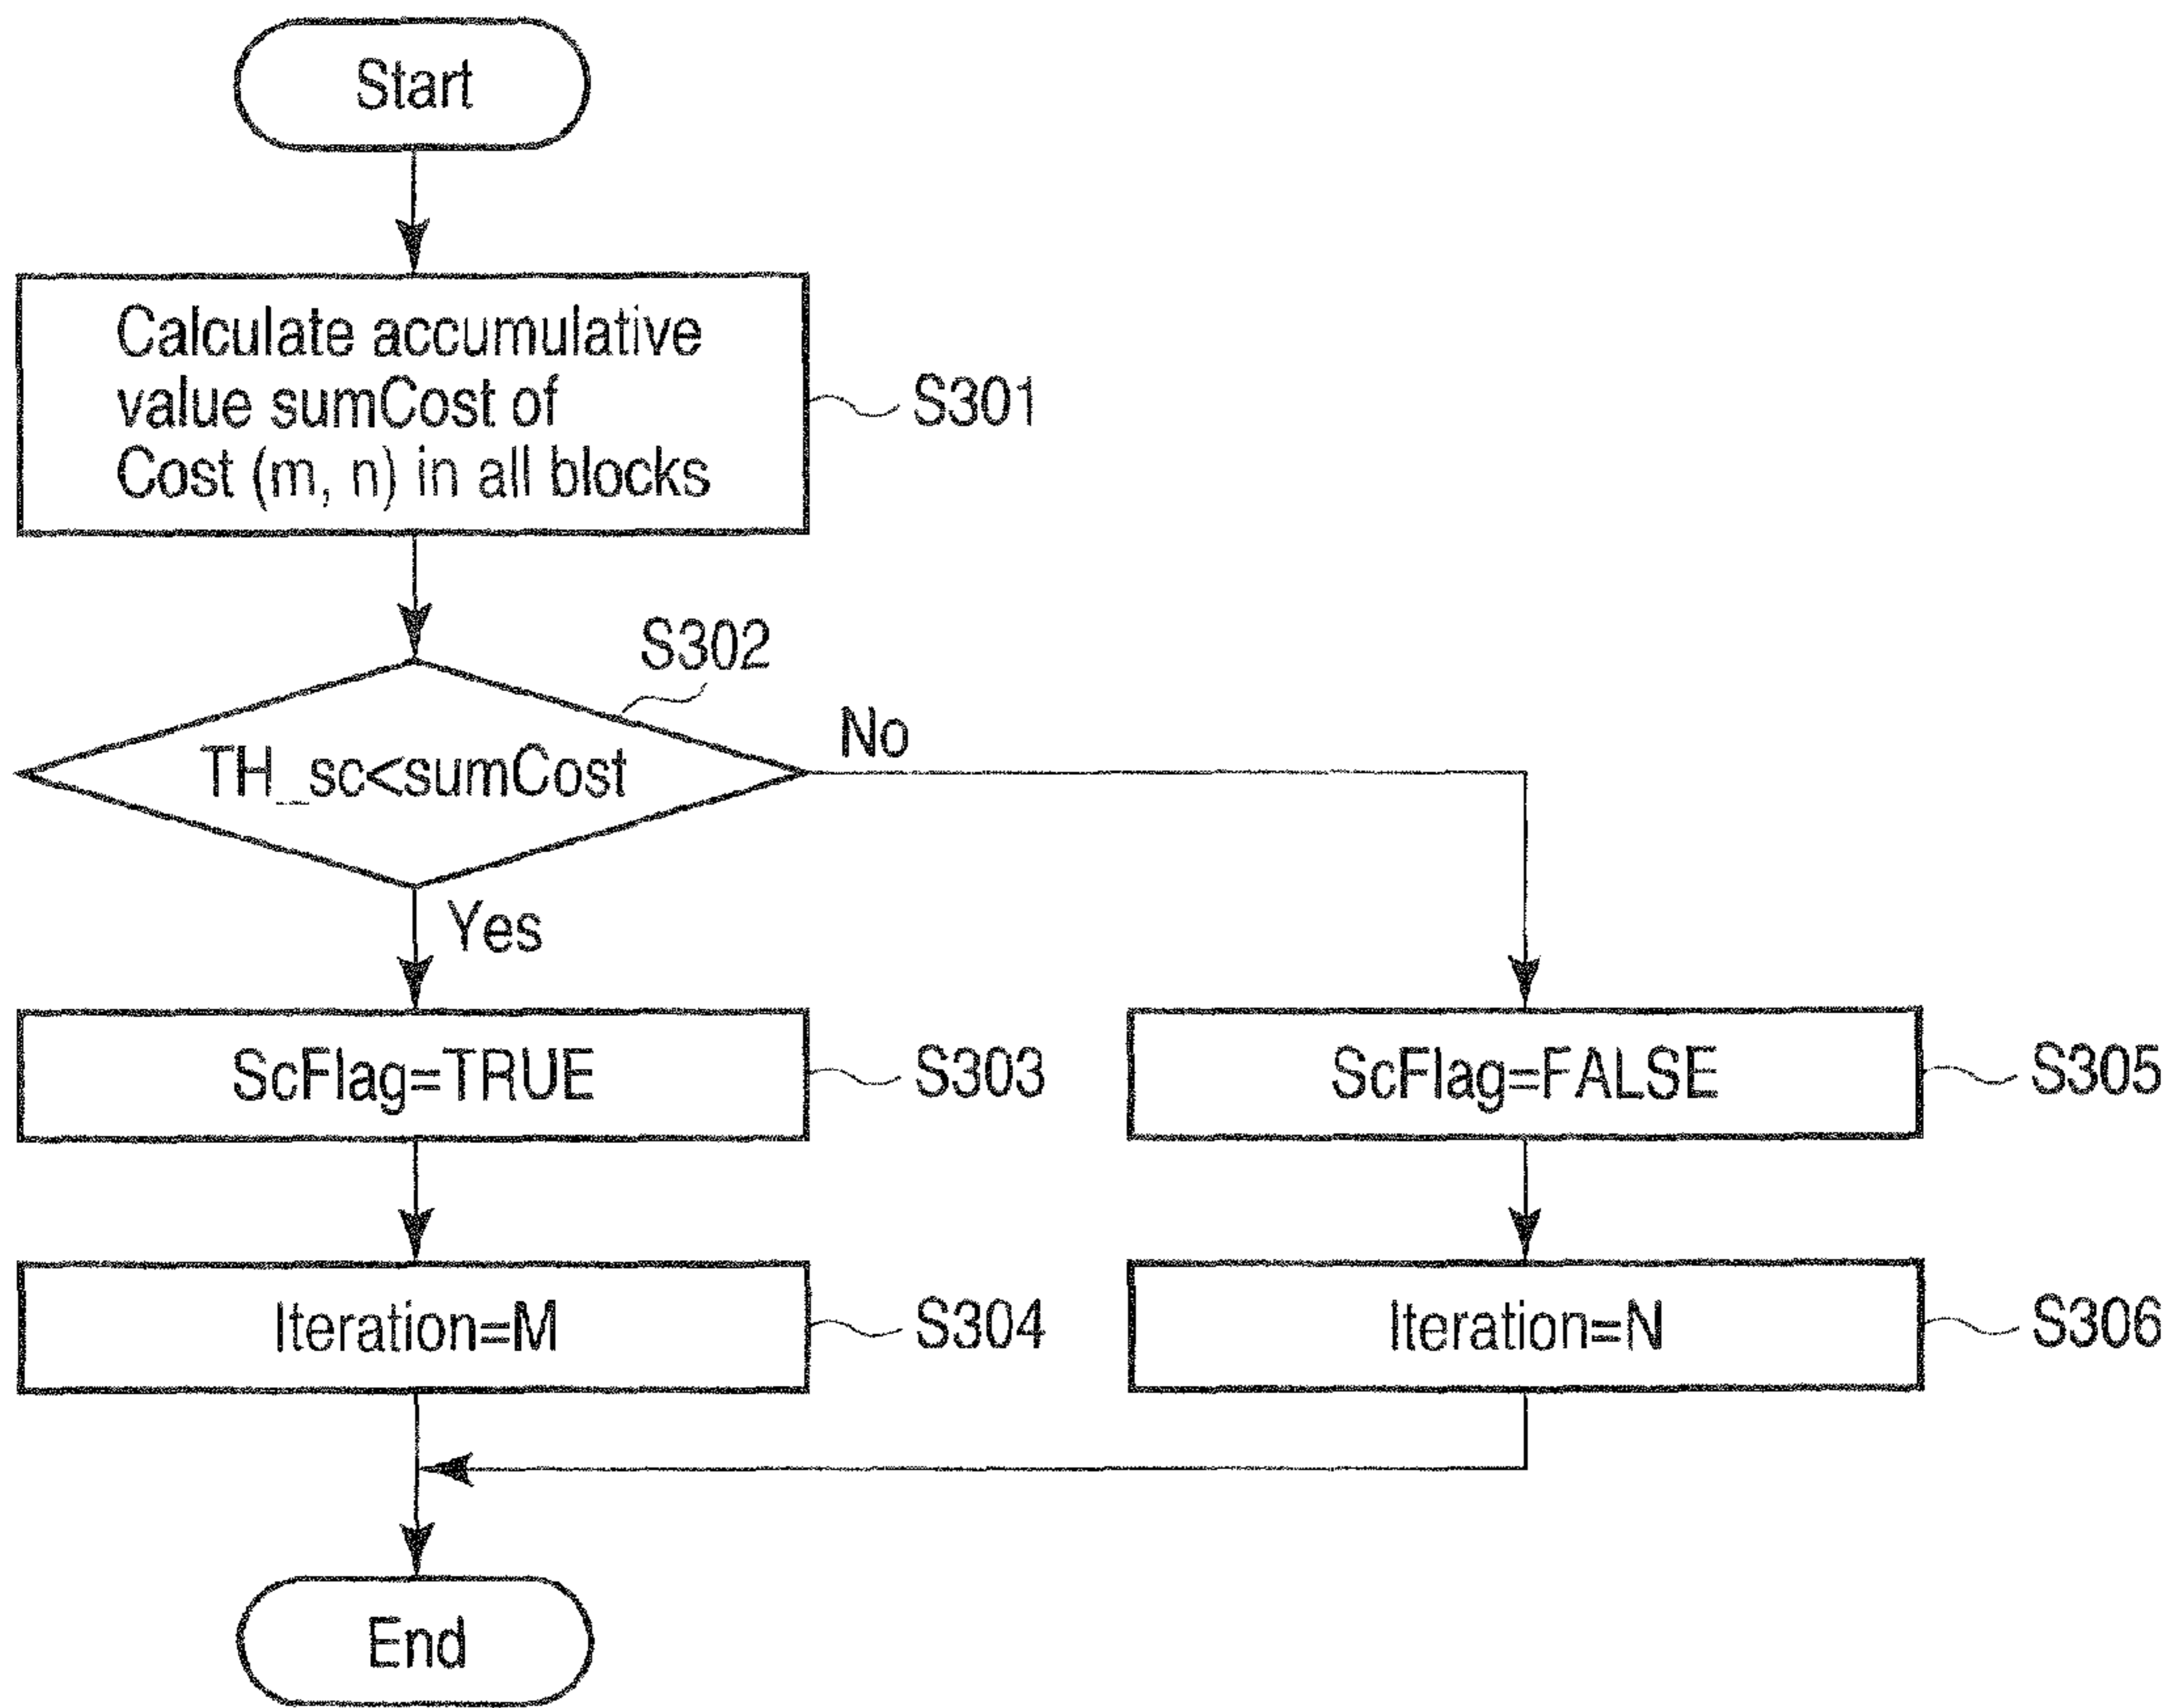 Start
Calculate accumulative
value sumCost of
Cost (m, n) in all blocks
S301
S302
TH_sc<sumCost
No
Yes
ScFlag=TRUE
S303
ScFlag=FALSE
S305
Iteration=M
S304
Iteration=N
S306
End